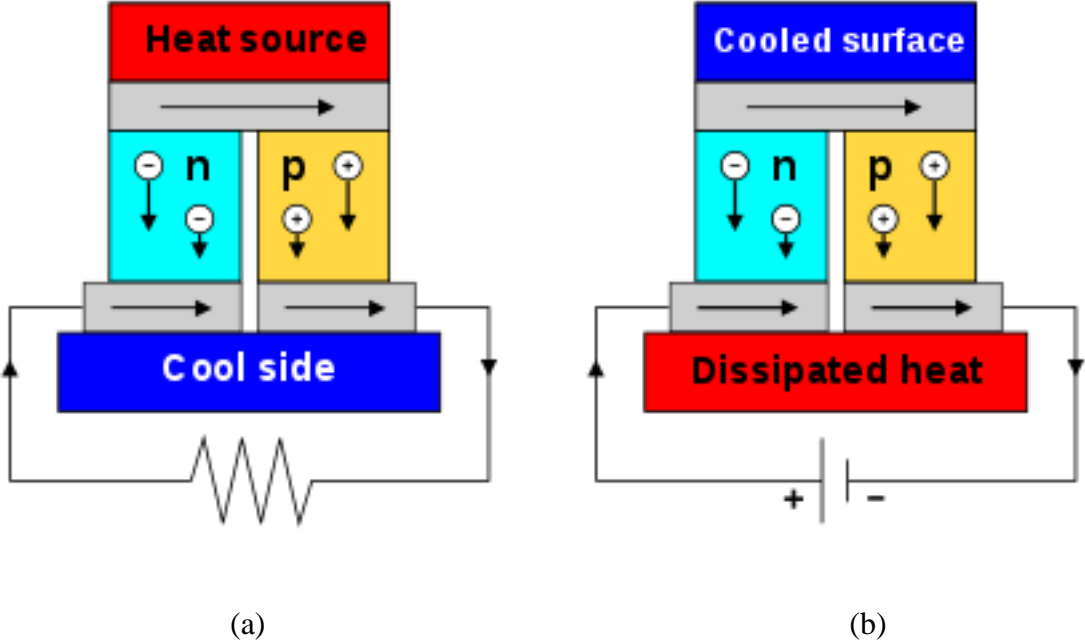 Heat source
n p
− −
+ +
Cool side
(a)
Cooled surface
n p
− −
+ +
Dissipated heat
+ −
(b)